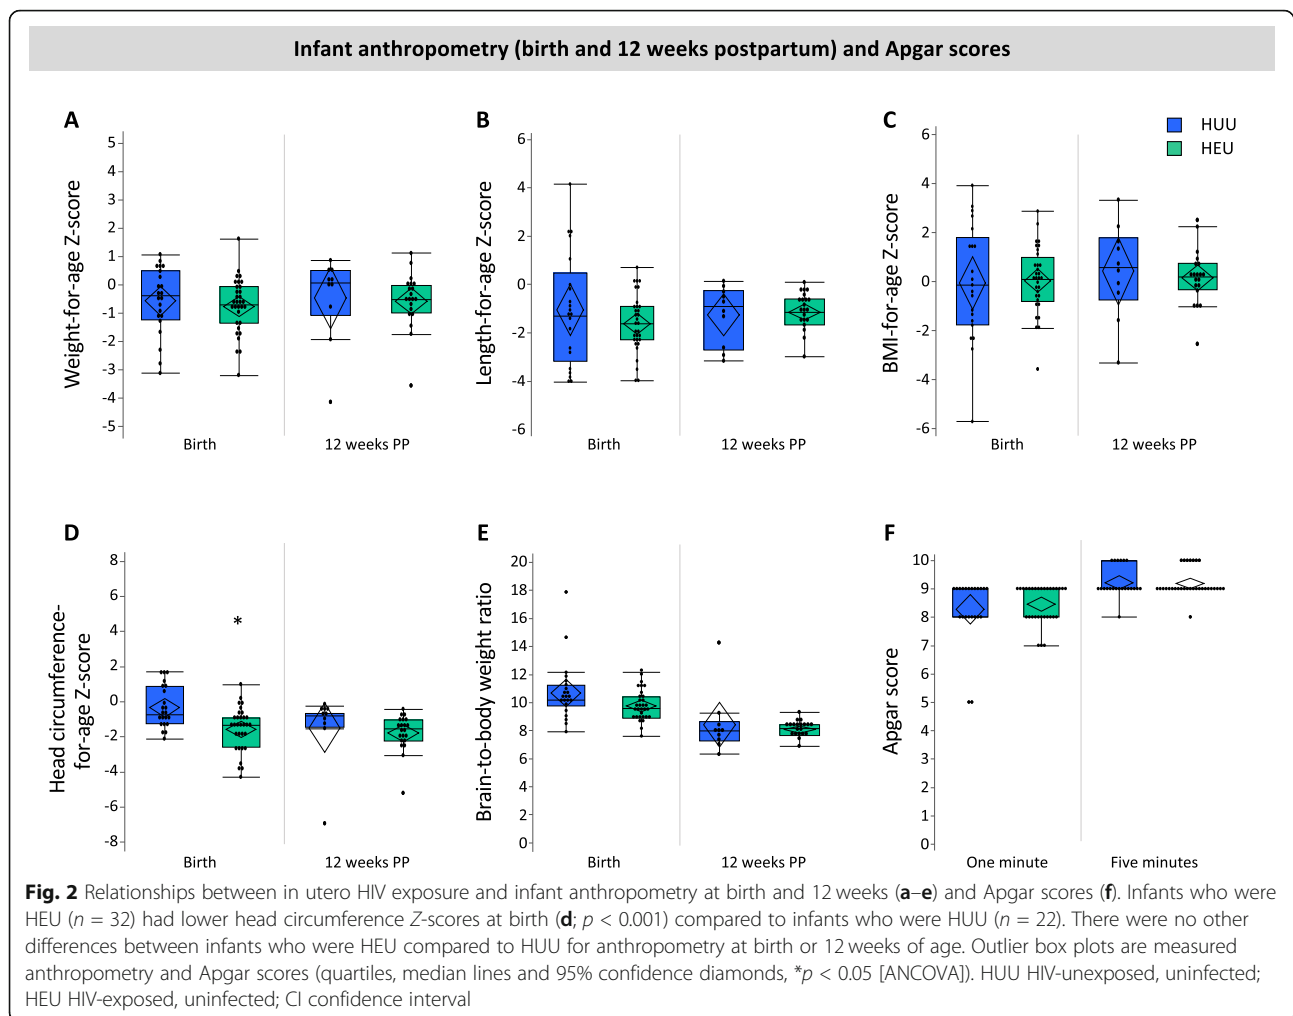 Infant anthropometry (birth and 12 weeks postpartum) and Apgar scores
A
Weight-for-age Z-score
5
4
3
2
1
0
-1
-2
-3
-4
-5
Birth
12 weeks PP
B
Length-for-age Z-score
6
4
2
0
-2
-4
-6
Birth
12 weeks PP
C
BMI-for-age Z-score
6
4
2
0
-2
-4
-6
Birth
12 weeks PP
HUU
HEU
D
Head circumference-
for-age Z-score
8
6
4
2
0
-2
-4
-6
-8
*
Birth
12 weeks PP
E
Brain-to-body weight ratio
20
18
16
14
12
10
8
6
4
2
0
Birth
12 weeks PP
F
Apgar score
10
9
8
7
6
5
4
3
2
1
0
One minute
Five minutes
Fig. 2 Relationships between in utero HIV exposure and infant anthropometry at birth and 12 weeks (a–e) and Apgar scores (f). Infants who were
HEU (n = 32) had lower head circumference Z-scores at birth (d; p < 0.001) compared to infants who were HUU (n = 22). There were no other
differences between infants who were HEU compared to HUU for anthropometry at birth or 12 weeks of age. Outlier box plots are measured
anthropometry and Apgar scores (quartiles, median lines and 95% confidence diamonds, *p < 0.05 [ANCOVA]). HUU HIV-unexposed, uninfected;
HEU HIV-exposed, uninfected; CI confidence interval